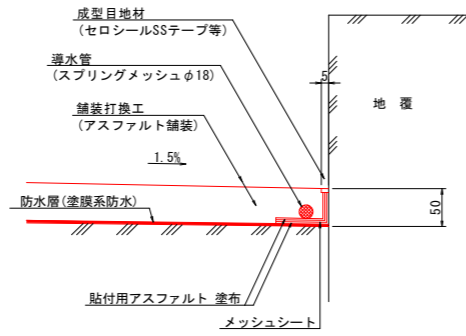 成型目地材
(セロシールSSテープ等)
5
導水管
(スプリングメッシュφ18)
地 覆
舗装打換工
(アスファルト舗装)
1.5%
防水層(塗膜系防水)
50
貼付用アスファルト 塗布
メッシュシート